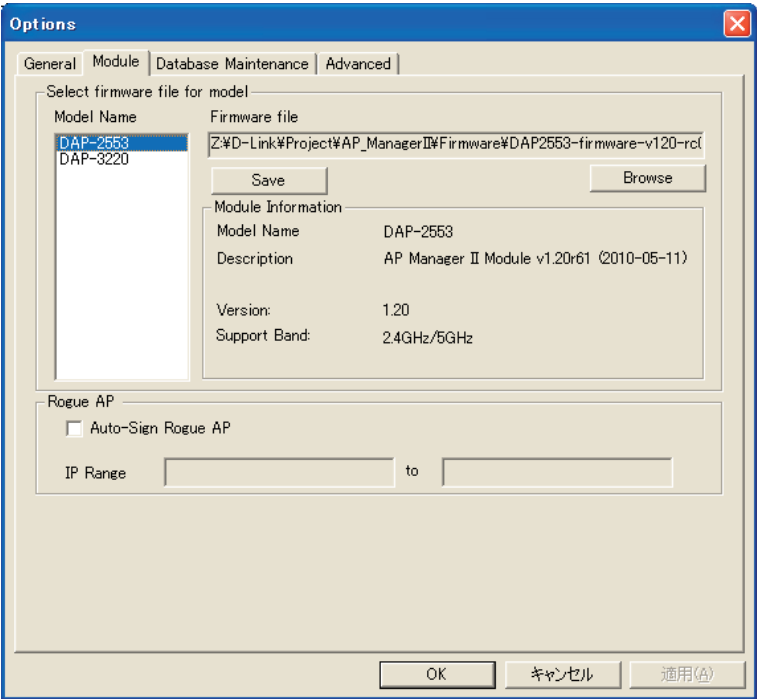 Options
General Module Database Maintenance Advanced
Select firmware file for model
Model Name Firmware file
DAP-2553
DAP-3220
Z:¥D-Link¥Project¥AP_ManagerⅡ¥Firmware¥DAP2553-firmware-v120-rc
Save Browse
Module Information
Model Name DAP-2553
Description AP Manager Ⅱ Module v1.20r61 (2010-05-11)
Version: 1.20
Support Band: 2.4GHz/5GHz
Rogue AP
Auto-Sign Rogue AP
IP Range to
OK キャンセル 適用(A)